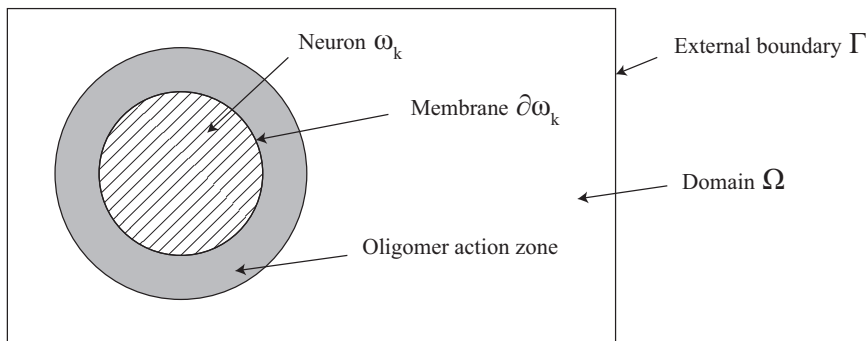 Neuron ωk
External boundary Γ
Membrane ∂ωk
Domain Ω
Oligomer action zone